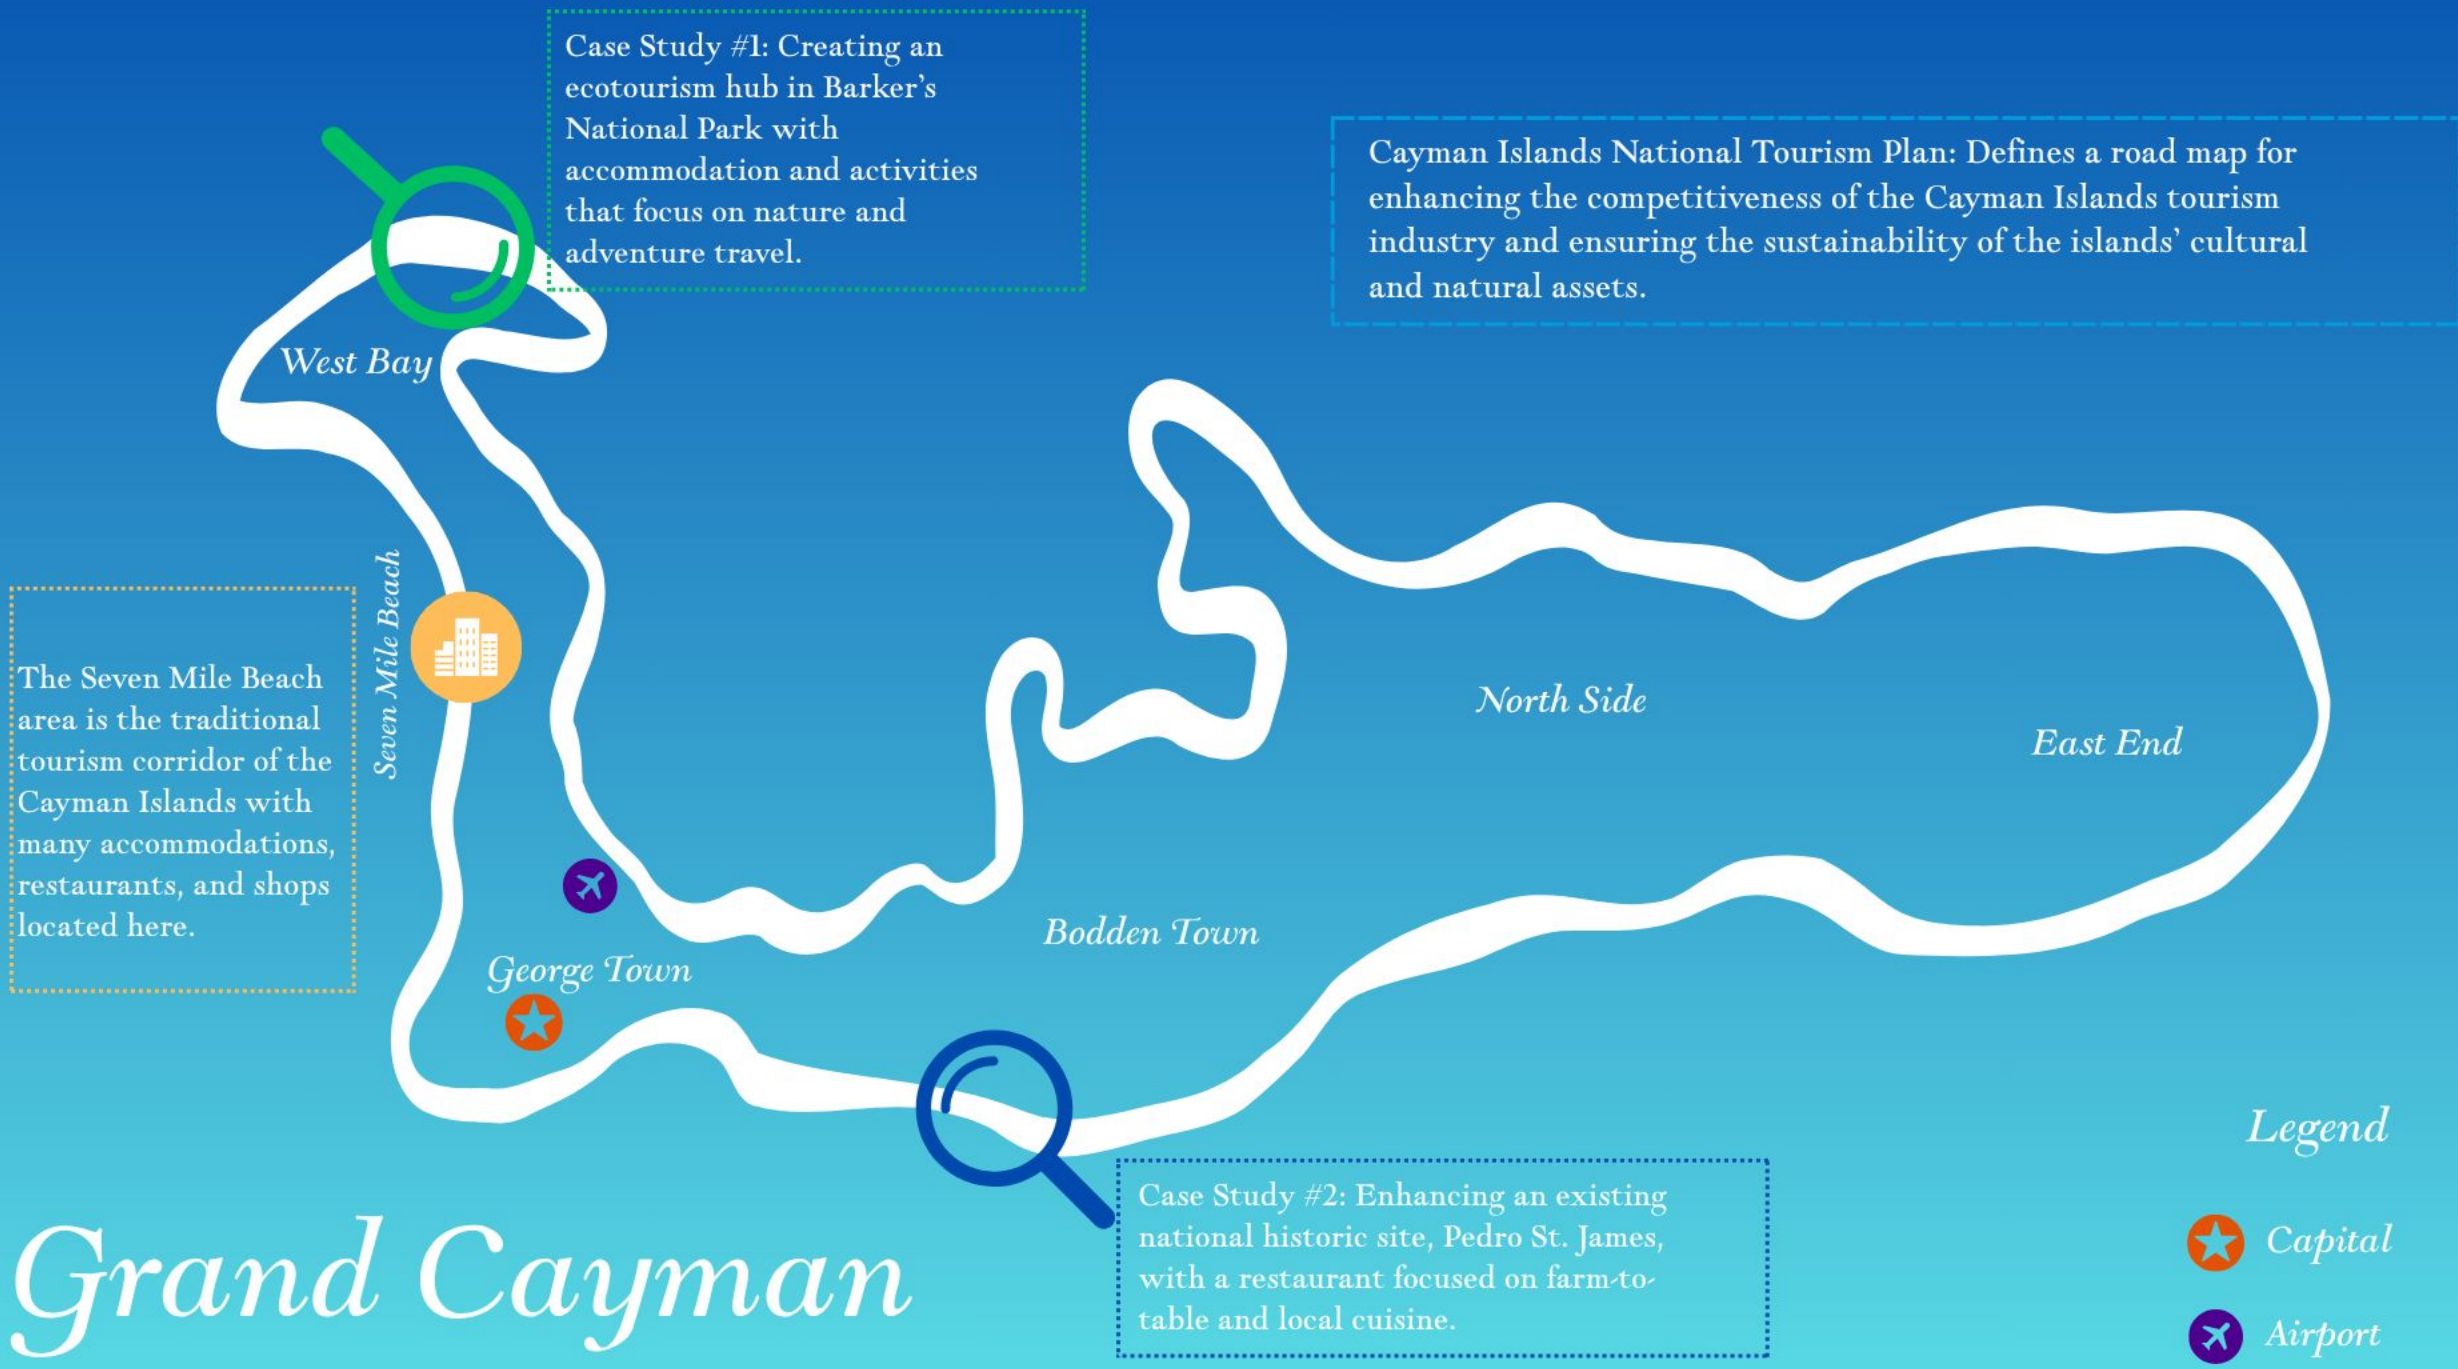 Case Study #1: Creating an
ecotourism hub in Barker's
National Park with
accommodation and activities
that focus on nature and
adventure travel.
Cayman Islands National Tourism Plan: Defines a road map for
enhancing the competitiveness of the Cayman Islands tourism
industry and ensuring the sustainability of the islands' cultural
and natural assets.
West Bay
Seven Mile Beach
The Seven Mile Beach
area is the traditional
tourism corridor of the
Cayman Islands with
many accommodations,
restaurants, and shops
located here.
North Side
East End
Bodden Town
George Town
Case Study #2: Enhancing an existing
national historic site, Pedro St. James,
with a restaurant focused on farm-to-
table and local cuisine.
Grand Cayman
Legend
Capital
Airport